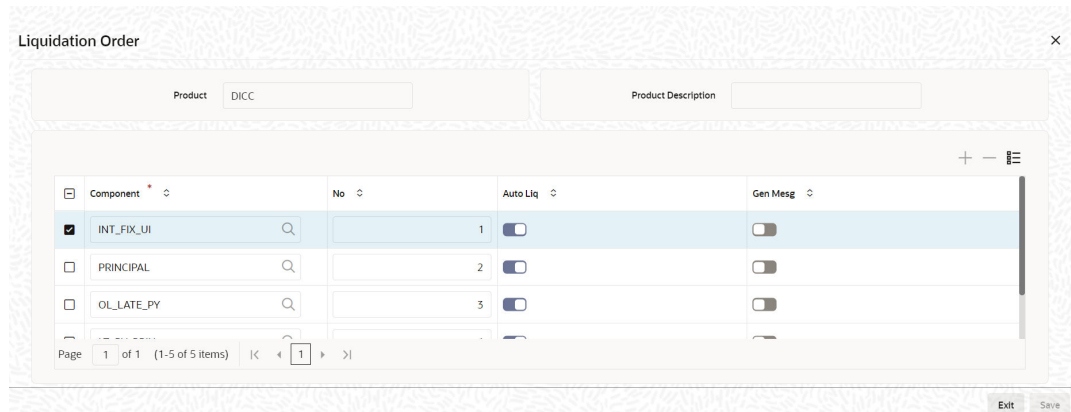 Liquidation Order
Product DICC Product Description
Component * No Auto Liq Gen Mesg
INT_FIX_UI 1
PRINCIPAL 2
OL_LATE_PY 3
Page 1 of 1 (1-5 of 5 items) 1
Exit Save